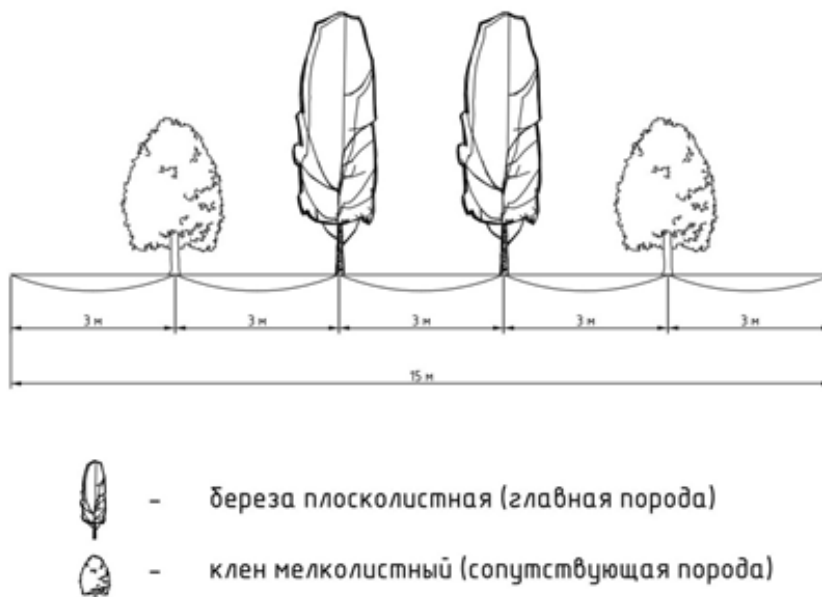 3 м 3 м 3 м 3 м 3 м
15 м
- береза плосколистная (главная порода)
- клен мелколистный (сопутствующая порода)